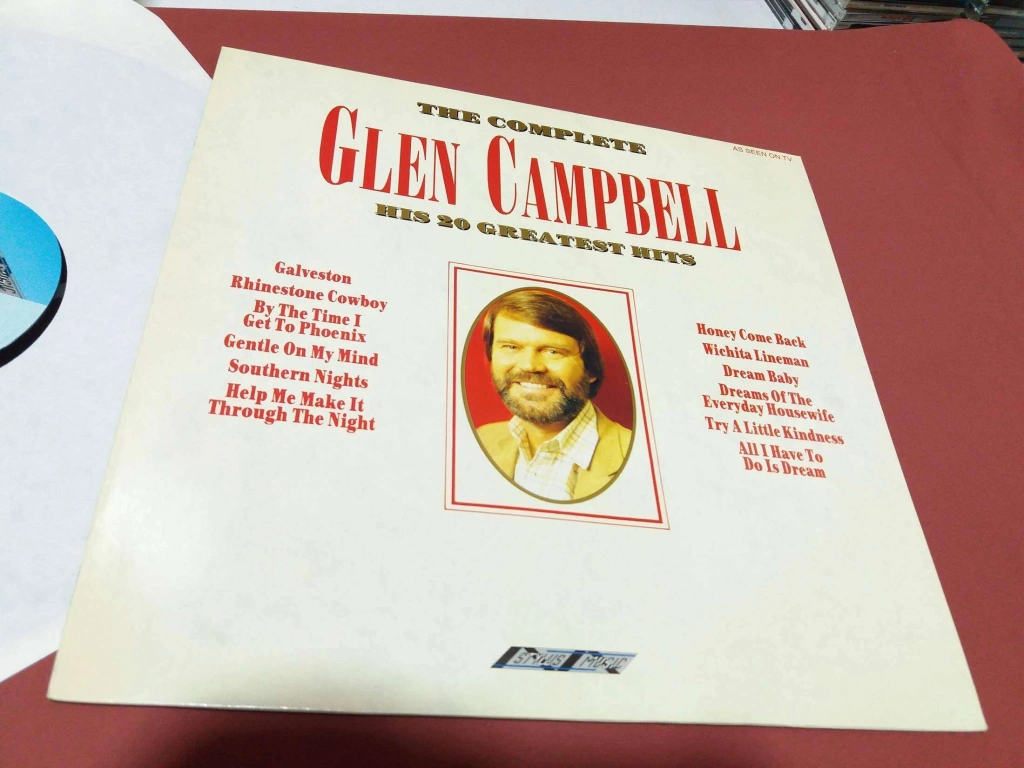 THE COMPLETE
AS SEEN ON TV
GLEN CAMPBELL
HIS 20 GREATEST HITS
Galveston
Rhinestone Cowboy
By The Time I
Get To Phoenix
Gentle On My Mind
Southern Nights
Help Me Make It
Through The Night
Honey Come Back
Wichita Lineman
Dream Baby
Dreams Of The
Everyday Housewife
Try A Little Kindness
All I Have To
Do Is Dream
STYLUS MUSIC